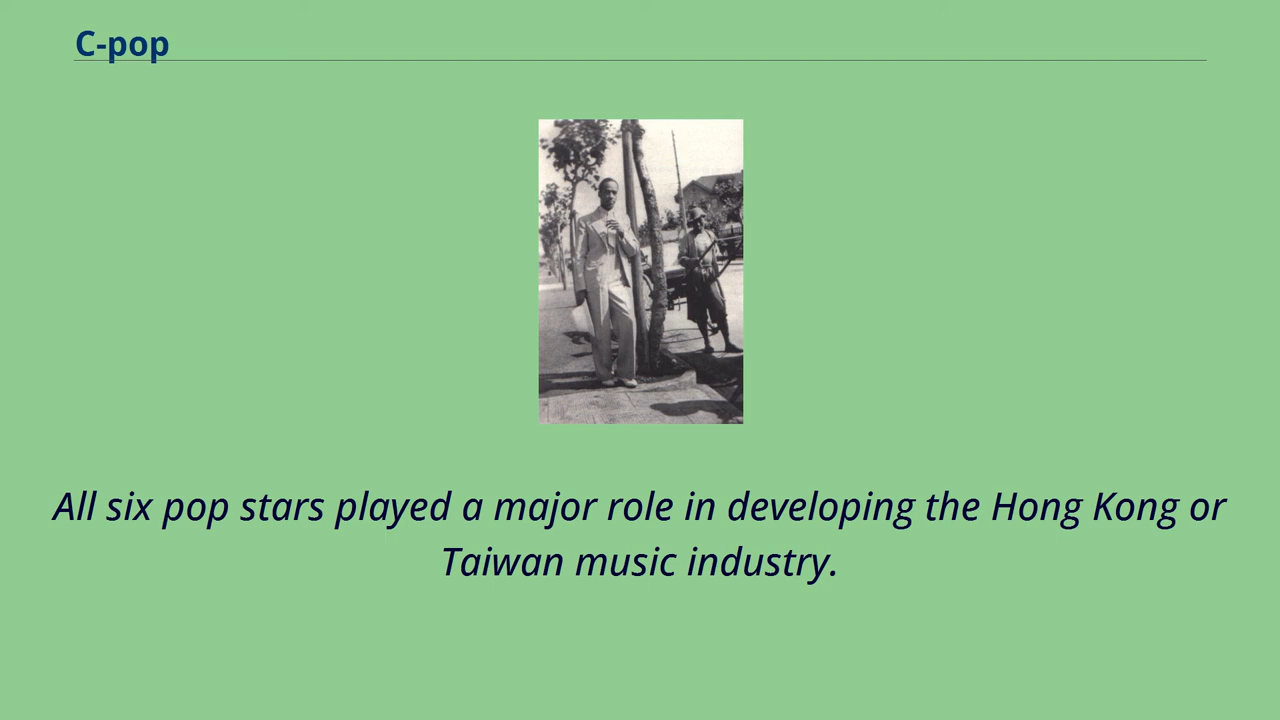 C-pop
All six pop stars played a major role in developing the Hong Kong or
Taiwan music industry.